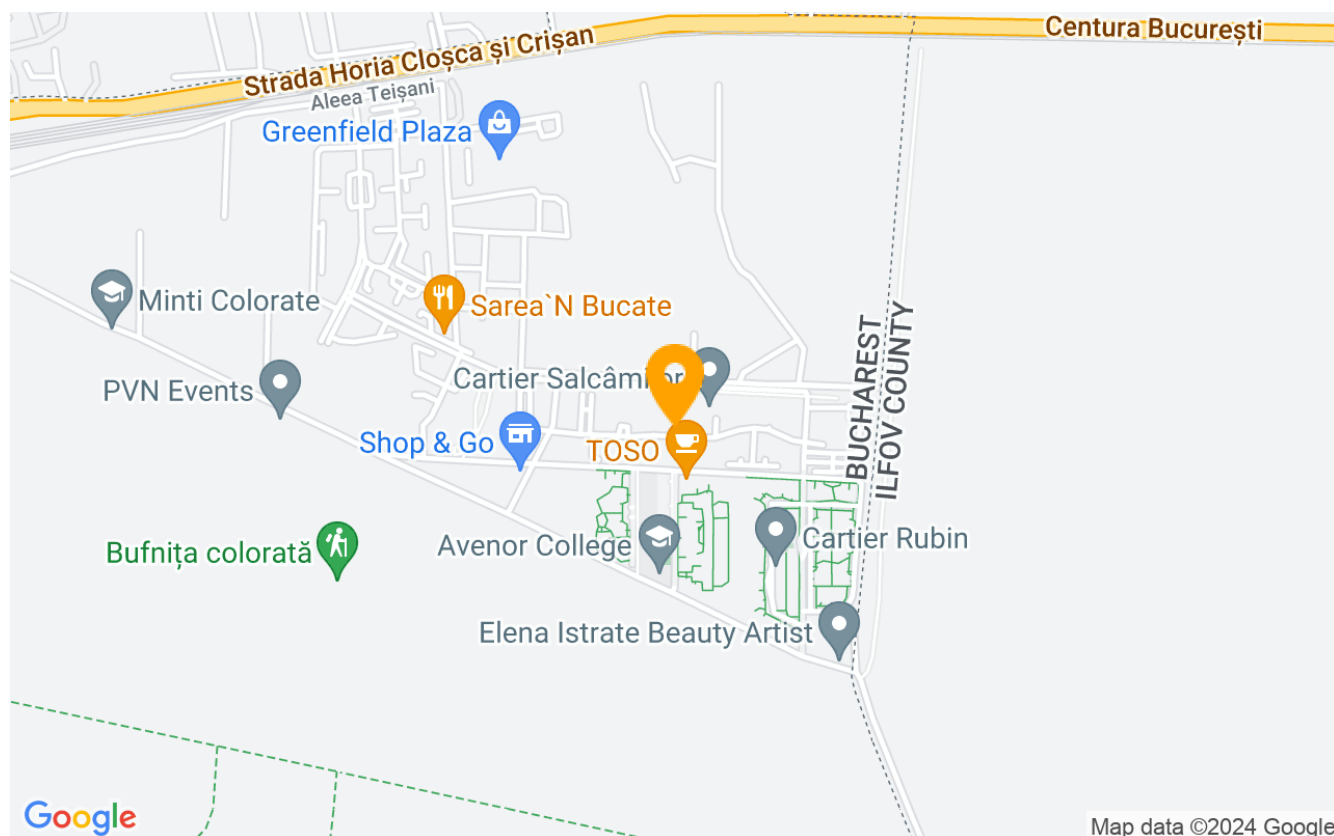 Centura București
Strada Horia Cloșca și Crișan
Aleea Teișani
Greenfield Plaza
Minti Colorate
Sarea`N Bucate
PVN Events
Cartier Salcâmilor
BUCHAREST
ILFOV COUNTY
Shop & Go
TOSO
Bufnița colorată
Avenor College
Cartier Rubin
Elena Istrate Beauty Artist
Google
Map data ©2024 Google